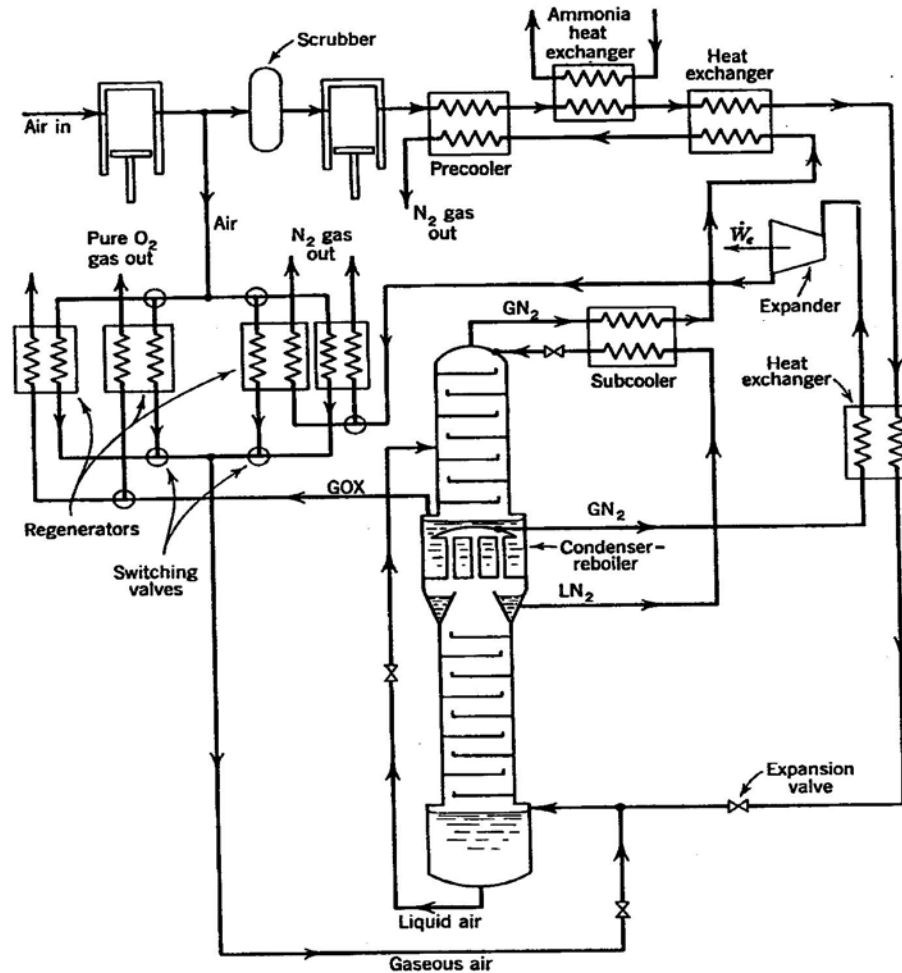 Scrubber
Ammonia
heat
exchanger
Heat
exchanger
Air in
Precooler
Air
N₂ gas
out
Pure O₂
gas out
N₂ gas
out
Ẇₑ
Expander
GN₂
Subcooler
Heat
exchanger
GOX
GN₂
Regenerators
Condenser-
reboiler
Switching
valves
LN₂
Expansion
valve
Liquid air
Gaseous air